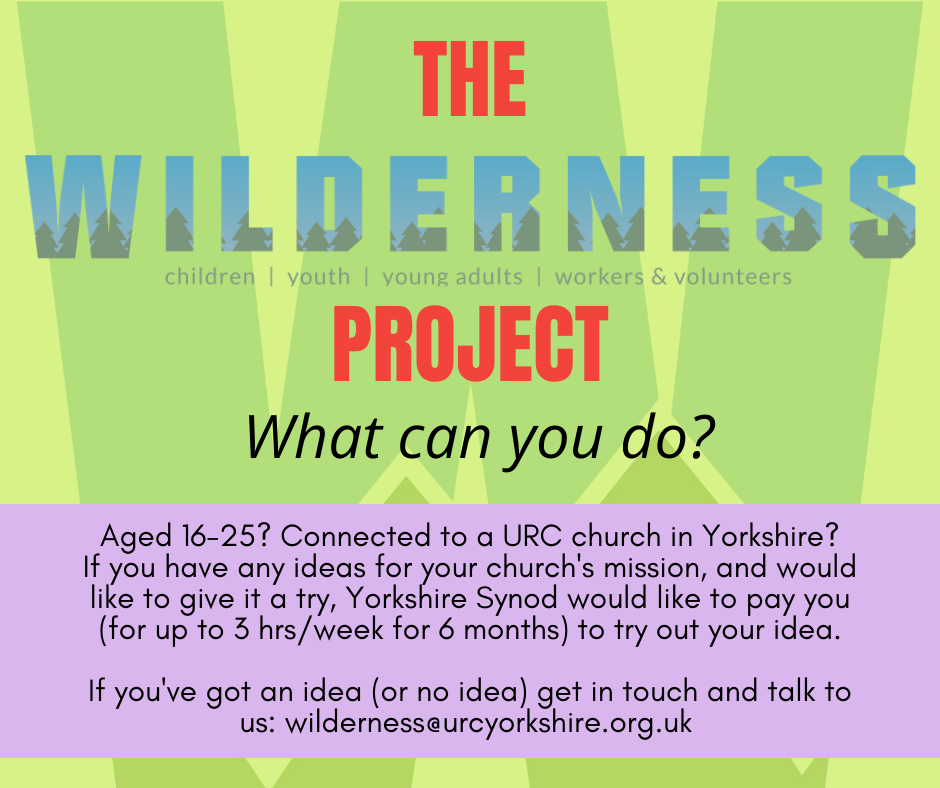 THE
WILDERNESS
children | youth | young adults | workers & volunteers
PROJECT
What can you do?
Aged 16-25? Connected to a URC church in Yorkshire?
If you have any ideas for your church's mission, and would
like to give it a try, Yorkshire Synod would like to pay you
(for up to 3 hrs/week for 6 months) to try out your idea.
If you've got an idea (or no idea) get in touch and talk to
us: wilderness@urcyorkshire.org.uk